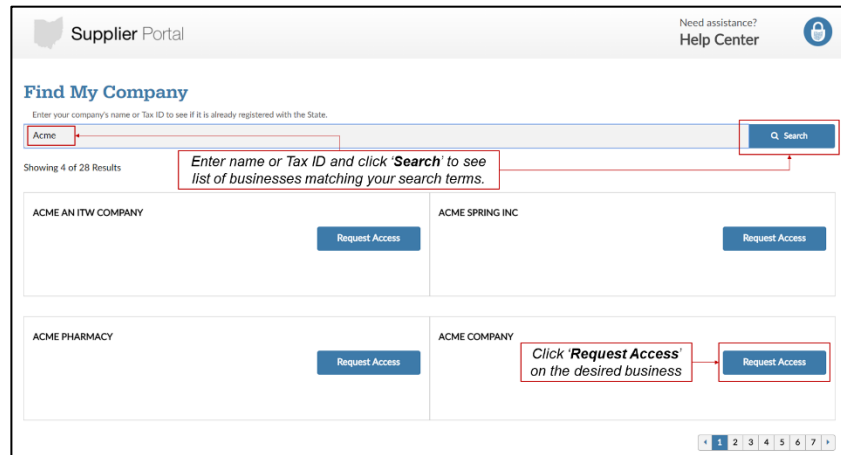 Supplier Portal
Need assistance?
Help Center
Find My Company
Enter your company's name or Tax ID to see if it is already registered with the State.
Acme
Search
Showing 4 of 28 Results
Enter name or Tax ID and click ‘Search’ to see
list of businesses matching your search terms.
ACME AN ITW COMPANY
Request Access
ACME SPRING INC
Request Access
ACME PHARMACY
Request Access
ACME COMPANY
Click ‘Request Access’
on the desired business
Request Access
1 2 3 4 5 6 7